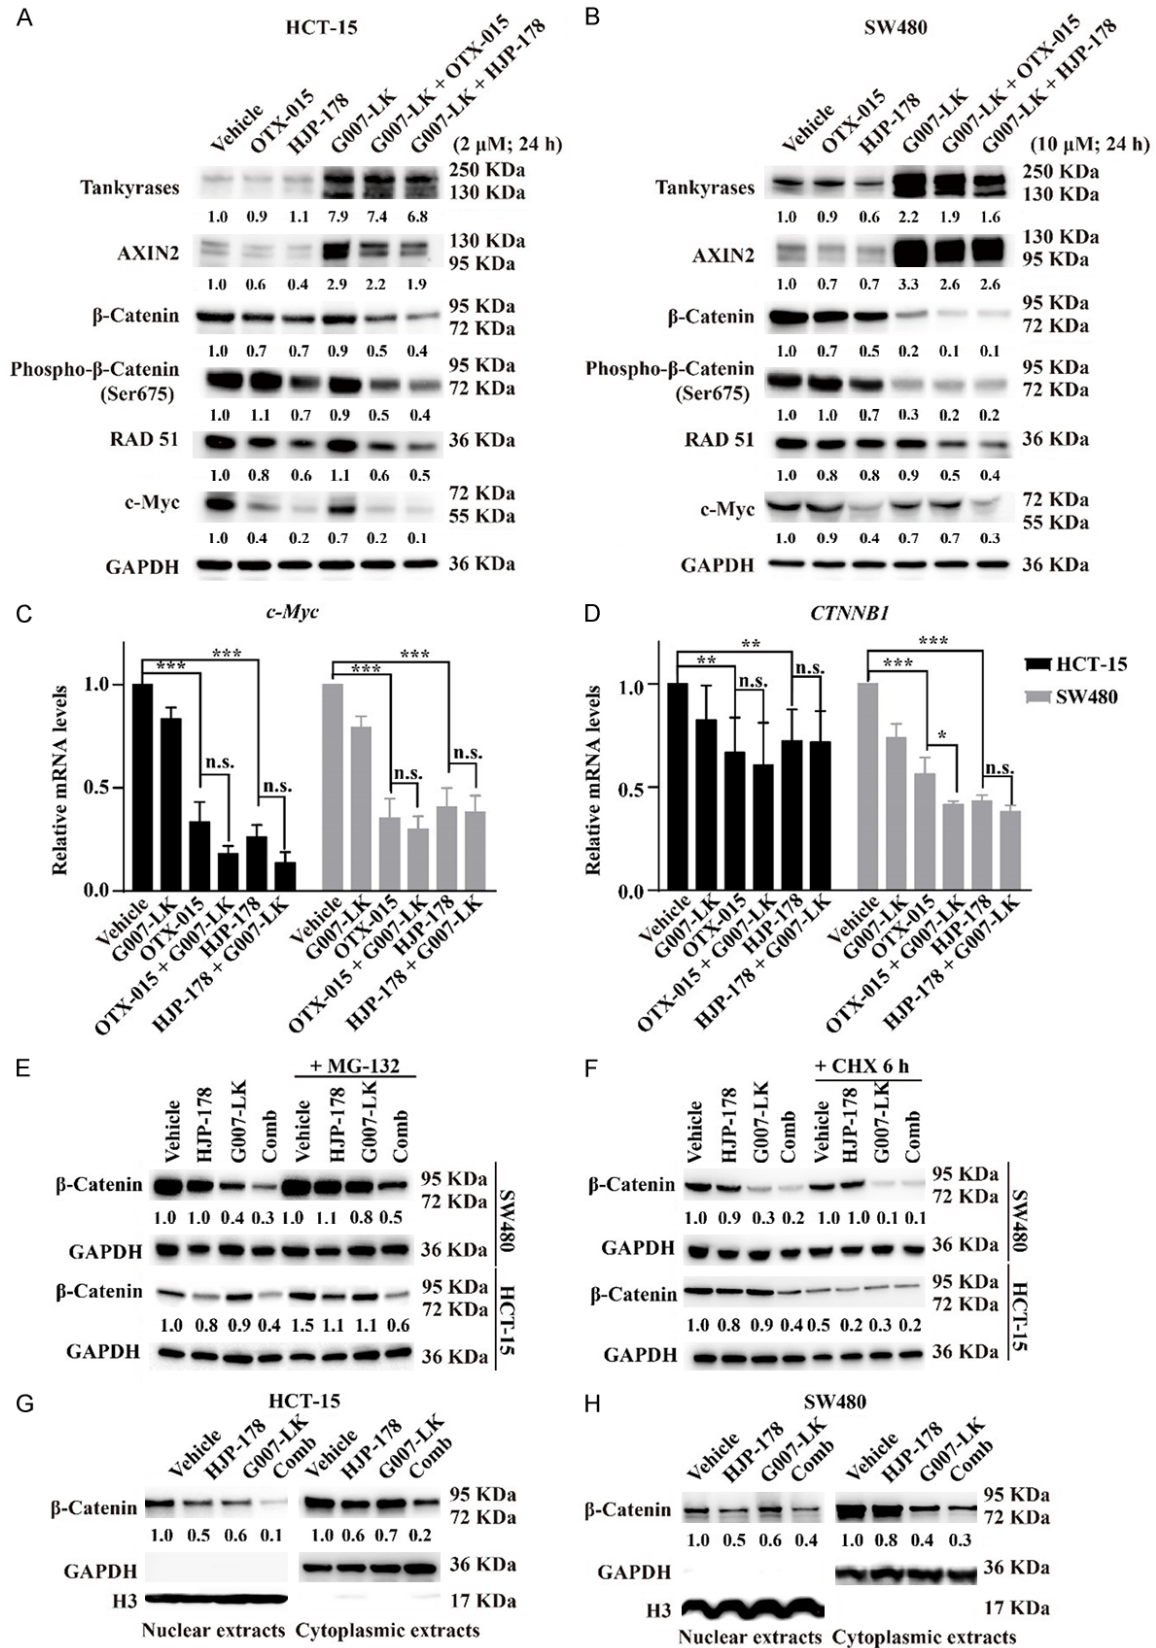 A
HCT-15
Vehicle
OTX-015
HJP-178
G007-LK
G007-LK + OTX-015
G007-LK + HJP-178
(2 μM; 24 h)
Tankyrases
250 KDa
130 KDa
1.0 0.9 1.1 7.9 7.4 6.8
AXIN2
130 KDa
95 KDa
1.0 0.6 0.4 2.9 2.2 1.9
β-Catenin
95 KDa
72 KDa
1.0 0.7 0.7 0.9 0.5 0.4
Phospho-β-Catenin
(Ser675)
95 KDa
72 KDa
1.0 1.1 0.7 0.9 0.5 0.4
RAD 51
36 KDa
1.0 0.8 0.6 1.1 0.6 0.5
c-Myc
72 KDa
55 KDa
1.0 0.4 0.2 0.7 0.2 0.1
GAPDH
36 KDa
B
SW480
Vehicle
OTX-015
HJP-178
G007-LK
G007-LK + OTX-015
G007-LK + HJP-178
(10 μM; 24 h)
Tankyrases
250 KDa
130 KDa
1.0 0.9 0.6 2.2 1.9 1.6
AXIN2
130 KDa
95 KDa
1.0 0.7 0.7 3.3 2.6 2.6
β-Catenin
95 KDa
72 KDa
1.0 0.7 0.5 0.2 0.1 0.1
Phospho-β-Catenin
(Ser675)
95 KDa
72 KDa
1.0 1.0 0.7 0.3 0.2 0.2
RAD 51
36 KDa
1.0 0.8 0.8 0.9 0.5 0.4
c-Myc
72 KDa
55 KDa
1.0 0.9 0.4 0.7 0.7 0.3
GAPDH
36 KDa
C
c-Myc
Relative mRNA levels
1.0
0.5
0.0
***
***
n.s.
n.s.
***
***
n.s.
n.s.
Vehicle
G007-LK
OTX-015
OTX-015 + G007-LK
HJP-178
HJP-178 + G007-LK
Vehicle
G007-LK
OTX-015
OTX-015 + G007-LK
HJP-178
HJP-178 + G007-LK
D
CTNNB1
Relative mRNA levels
1.0
0.5
0.0
**
**
n.s.
n.s.
***
***
*
n.s.
HCT-15
SW480
Vehicle
G007-LK
OTX-015
OTX-015 + G007-LK
HJP-178
HJP-178 + G007-LK
Vehicle
G007-LK
OTX-015
OTX-015 + G007-LK
HJP-178
HJP-178 + G007-LK
E
+ MG-132
Vehicle
HJP-178
G007-LK
Comb
Vehicle
HJP-178
G007-LK
Comb
β-Catenin
95 KDa
72 KDa
1.0 1.0 0.4 0.3 1.0 1.1 0.8 0.5
GAPDH
36 KDa
SW480
β-Catenin
95 KDa
72 KDa
1.0 0.8 0.9 0.4 1.5 1.1 1.1 0.6
GAPDH
36 KDa
HCT-15
F
+ CHX 6 h
Vehicle
HJP-178
G007-LK
Comb
Vehicle
HJP-178
G007-LK
Comb
β-Catenin
95 KDa
72 KDa
1.0 0.9 0.3 0.2 1.0 1.0 0.1 0.1
GAPDH
36 KDa
SW480
β-Catenin
95 KDa
72 KDa
1.0 0.8 0.9 0.4 0.5 0.2 0.3 0.2
GAPDH
36 KDa
HCT-15
G
HCT-15
Vehicle
HJP-178
G007-LK
Comb
Vehicle
HJP-178
G007-LK
Comb
β-Catenin
95 KDa
72 KDa
1.0 0.5 0.6 0.1 1.0 0.6 0.7 0.2
GAPDH
36 KDa
H3
17 KDa
Nuclear extracts Cytoplasmic extracts
H
SW480
Vehicle
HJP-178
G007-LK
Comb
Vehicle
HJP-178
G007-LK
Comb
β-Catenin
95 KDa
72 KDa
1.0 0.5 0.6 0.4 1.0 0.8 0.4 0.3
GAPDH
36 KDa
H3
17 KDa
Nuclear extracts Cytoplasmic extracts